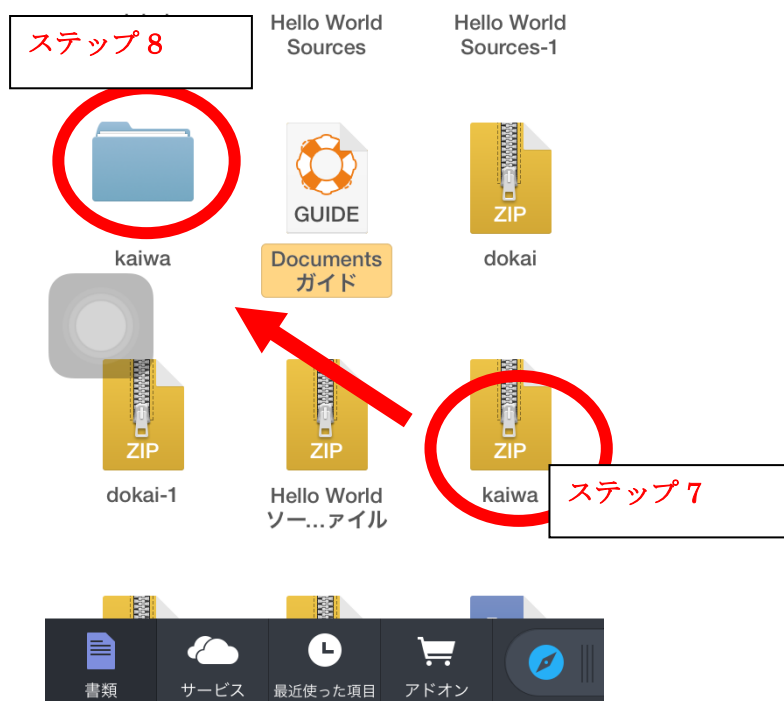 ステップ 8
Hello World
Sources
Hello World
Sources-1
kaiwa
GUIDE
Documents
ガイド
ZIP
dokai
ZIP
dokai-1
ZIP
Hello World
ソー…ァイル
ZIP
kaiwa
ステップ 7
書類
サービス
最近使った項目
アドオン